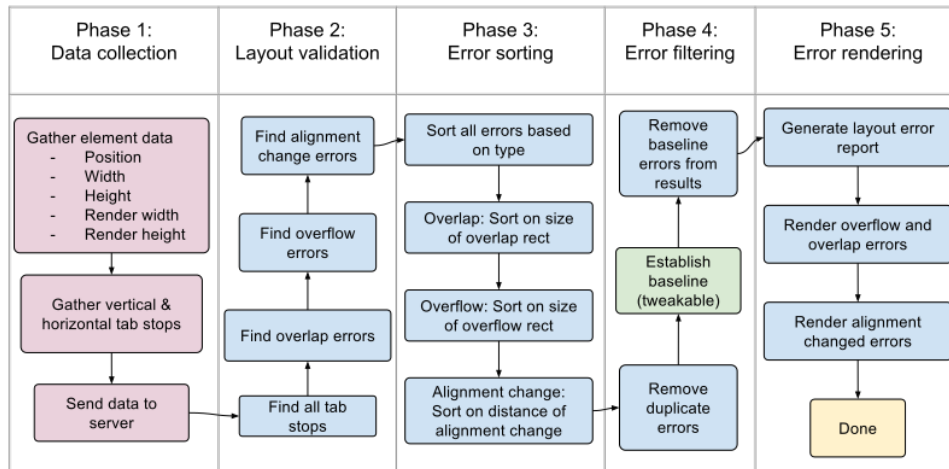 Phase 1:
Data collection
Phase 2:
Layout validation
Phase 3:
Error sorting
Phase 4:
Error filtering
Phase 5:
Error rendering
Gather element data
- Position
- Width
- Height
- Render width
- Render height
Gather vertical &
horizontal tab stops
Send data to
server
Find alignment
change errors
Find overflow
errors
Find overlap errors
Find all tab
stops
Sort all errors based
on type
Overlap: Sort on size
of overlap rect
Overflow: Sort on size
of overflow rect
Alignment change:
Sort on distance of
alignment change
Remove
baseline
errors from
results
Establish
baseline
(tweakable)
Remove
duplicate
errors
Generate layout error
report
Render overflow and
overlap errors
Render alignment
changed errors
Done